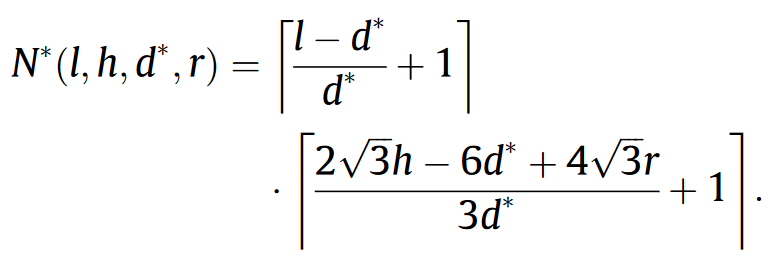 N*(l, h, d*, r) = ⌈(l − d*)/d* + 1⌉
· ⌈(2√3h − 6d* + 4√3r)/(3d*) + 1⌉.